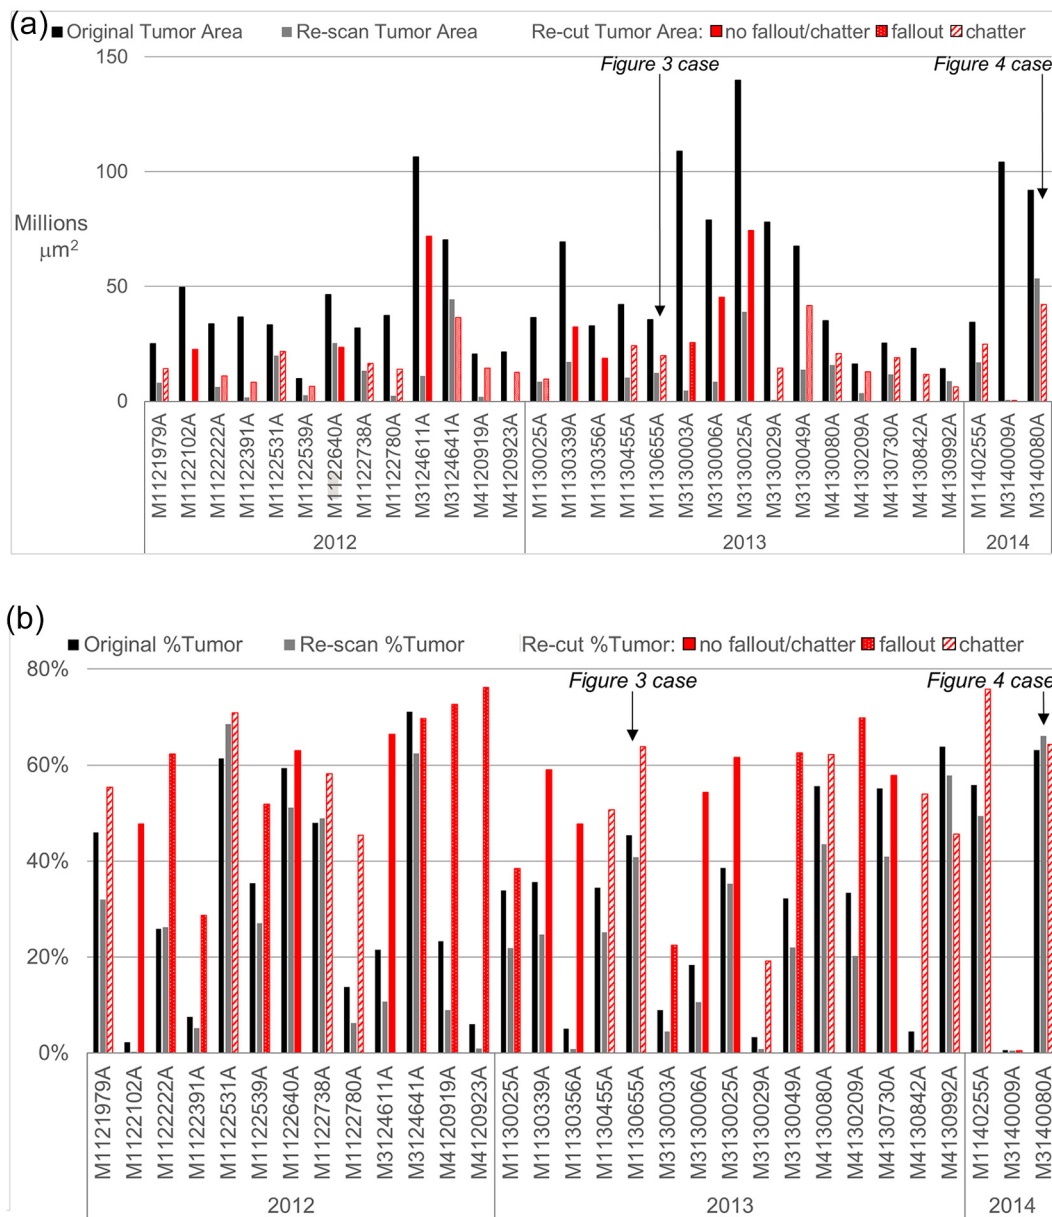 (a)
Original Tumor Area Re-scan Tumor Area Re-cut Tumor Area: no fallout/chatter fallout chatter
150
Figure 3 case Figure 4 case
100
Millions
μm²
50
0
M1121979A M1122102A M1122222A M1122391A M1122531A M1122539A M1122640A M1122738A M1122780A M3124611A M3124641A M4120919A M4120923A M1130025A M1130339A M1130356A M1130455A M1130655A M3130003A M3130006A M3130025A M3130029A M3130049A M4130080A M4130209A M4130730A M4130842A M4130992A M1140255A M3140009A M3140080A
2012 2013 2014
(b)
Original %Tumor Re-scan %Tumor Re-cut %Tumor: no fallout/chatter fallout chatter
80%
Figure 3 case Figure 4 case
60%
40%
20%
0%
M1121979A M1122102A M1122222A M1122391A M1122531A M1122539A M1122640A M1122738A M1122780A M3124611A M3124641A M4120919A M4120923A M1130025A M1130339A M1130356A M1130455A M1130655A M3130003A M3130006A M3130025A M3130029A M3130049A M4130080A M4130209A M4130730A M4130842A M4130992A M1140255A M3140009A M3140080A
2012 2013 2014